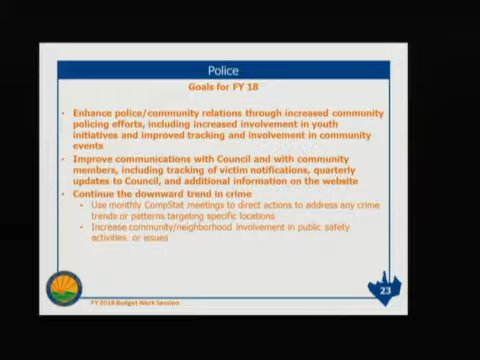 Police
Goals for FY 18
Enhance police/community relations through increased community
policing efforts, including increased involvement in youth
initiatives and improved tracking and involvement in community
events
Improve communications with Council and with community
members, including tracking of victim notifications, quarterly
updates to Council, and additional information on the website
Continue the downward trend in crime
Use monthly CompStat meetings to direct actions to address any crime
trends or patterns targeting specific locations
Increase community/neighborhood involvement in public safety
activities, or issues
23
FY 2018 Budget Work Session